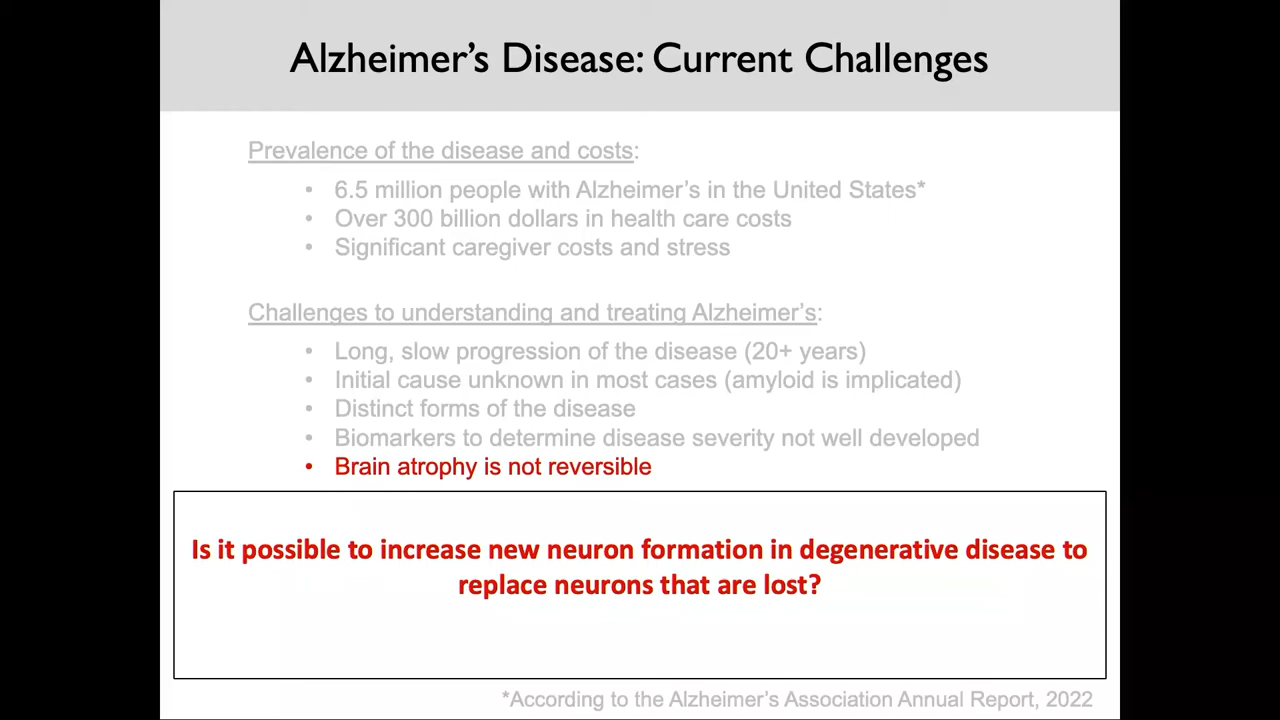 Alzheimer's Disease: Current Challenges
Prevalence of the disease and costs:
• 6.5 million people with Alzheimer's in the United States*
• Over 300 billion dollars in health care costs
• Significant caregiver costs and stress
Challenges to understanding and treating Alzheimer's:
• Long, slow progression of the disease (20+ years)
• Initial cause unknown in most cases (amyloid is implicated)
• Distinct forms of the disease
• Biomarkers to determine disease severity not well developed
• Brain atrophy is not reversible
Is it possible to increase new neuron formation in degenerative disease to
replace neurons that are lost?
*According to the Alzheimer's Association Annual Report, 2022